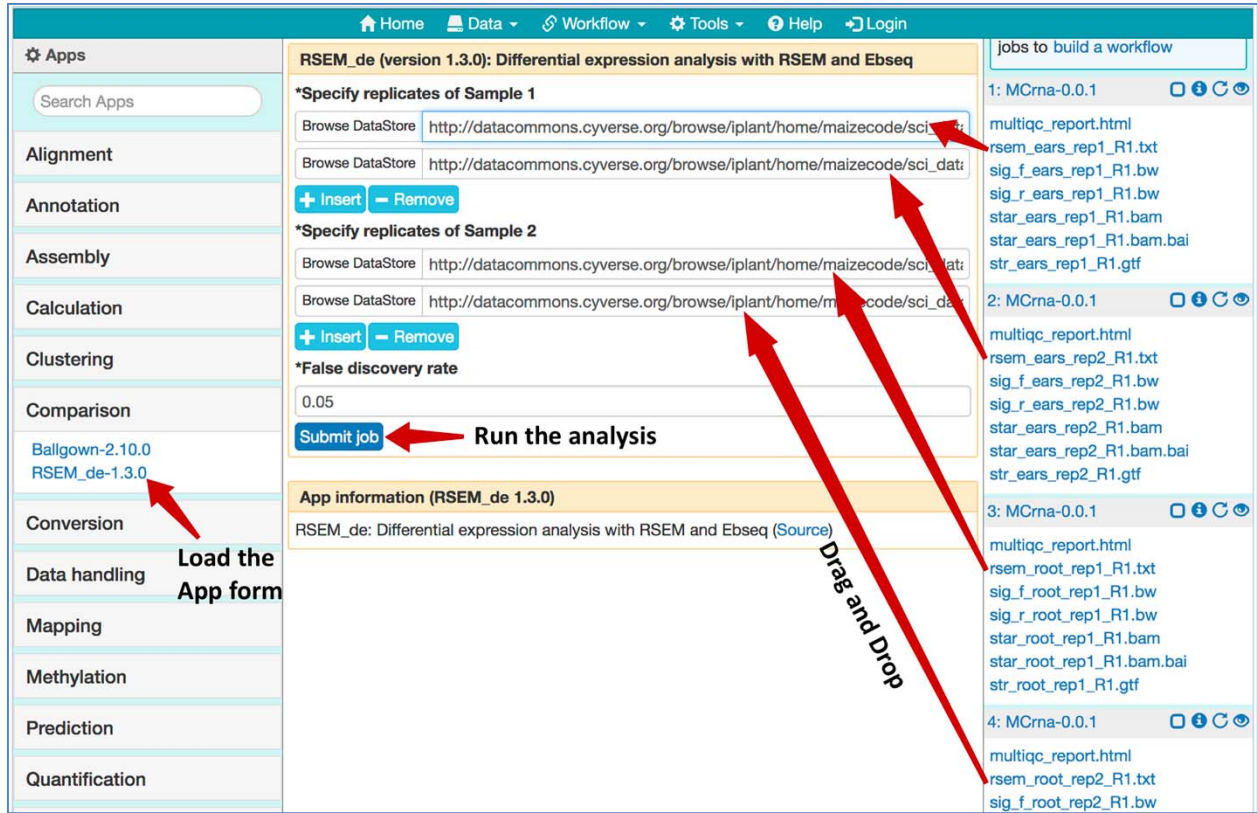 Home Data Workflow Tools Help Login
Apps
Search Apps
Alignment
Annotation
Assembly
Calculation
Clustering
Comparison
Ballgown-2.10.0
RSEM_de-1.3.0
Conversion
Data handling
Mapping
Methylation
Prediction
Quantification
Load the
App form
RSEM_de (version 1.3.0): Differential expression analysis with RSEM and Ebseq
*Specify replicates of Sample 1
Browse DataStore http://datacommons.cyverse.org/browse/iplant/home/maizecode/sci_data
Browse DataStore http://datacommons.cyverse.org/browse/iplant/home/maizecode/sci_data
+ Insert − Remove
*Specify replicates of Sample 2
Browse DataStore http://datacommons.cyverse.org/browse/iplant/home/maizecode/sci_data
Browse DataStore http://datacommons.cyverse.org/browse/iplant/home/maizecode/sci_data
+ Insert − Remove
*False discovery rate
0.05
Submit job
Run the analysis
App information (RSEM_de 1.3.0)
RSEM_de: Differential expression analysis with RSEM and Ebseq (Source)
Drag and Drop
jobs to build a workflow
1: MCrna-0.0.1
multiqc_report.html
rsem_ears_rep1_R1.txt
sig_f_ears_rep1_R1.bw
sig_r_ears_rep1_R1.bw
star_ears_rep1_R1.bam
star_ears_rep1_R1.bam.bai
str_ears_rep1_R1.gtf
2: MCrna-0.0.1
multiqc_report.html
rsem_ears_rep2_R1.txt
sig_f_ears_rep2_R1.bw
sig_r_ears_rep2_R1.bw
star_ears_rep2_R1.bam
star_ears_rep2_R1.bam.bai
str_ears_rep2_R1.gtf
3: MCrna-0.0.1
multiqc_report.html
rsem_root_rep1_R1.txt
sig_f_root_rep1_R1.bw
sig_r_root_rep1_R1.bw
star_root_rep1_R1.bam
star_root_rep1_R1.bam.bai
str_root_rep1_R1.gtf
4: MCrna-0.0.1
multiqc_report.html
rsem_root_rep2_R1.txt
sig_f_root_rep2_R1.bw